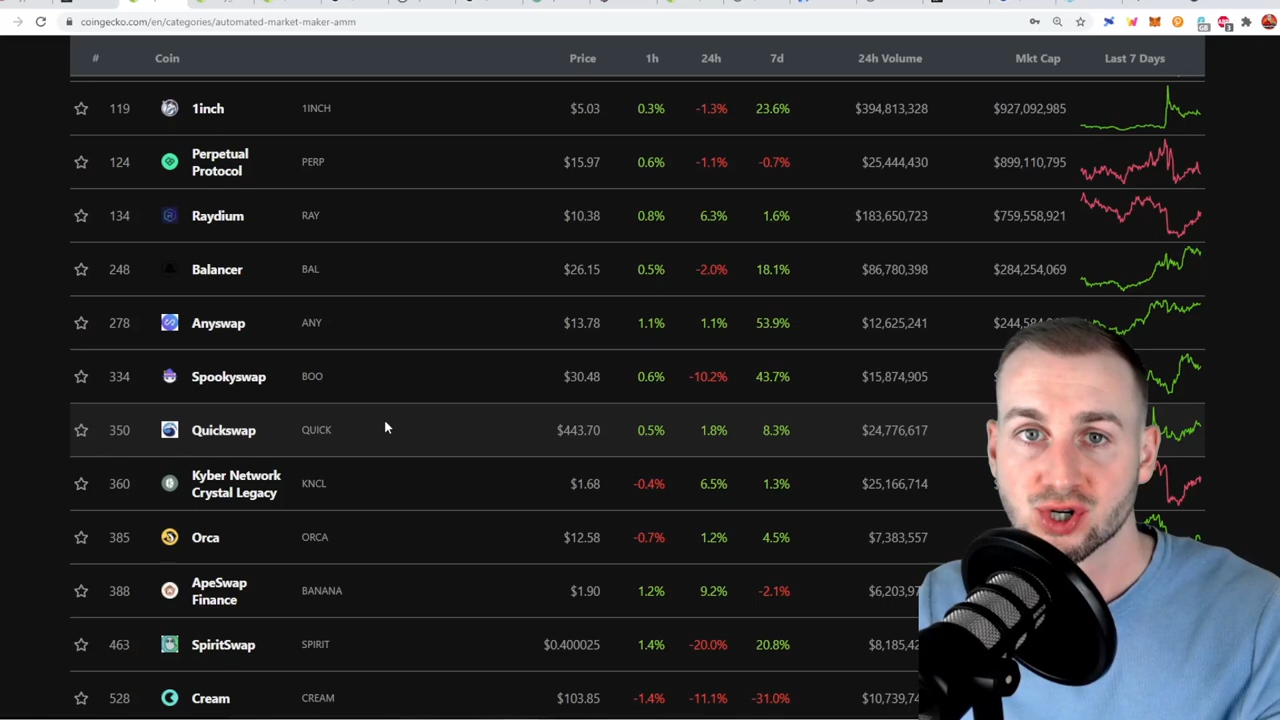 coingecko.com/en/categories/automated-market-maker-amm
# Coin Price 1h 24h 7d 24h Volume Mkt Cap Last 7 Days
119 1inch 1INCH $5.03 0.3% -1.3% 23.6% $394,813,328 $927,092,985
124 Perpetual Protocol PERP $15.97 0.6% -1.1% -0.7% $25,444,430 $899,110,795
134 Raydium RAY $10.38 0.8% 6.3% 1.6% $183,650,723 $759,558,921
248 Balancer BAL $26.15 0.5% -2.0% 18.1% $86,780,398 $284,254,069
278 Anyswap ANY $13.78 1.1% 1.1% 53.9% $12,625,241
334 Spookyswap BOO $30.48 0.6% -10.2% 43.7% $15,874,905
350 Quickswap QUICK $443.70 0.5% 1.8% 8.3% $24,776,617
360 Kyber Network Crystal Legacy KNCL $1.68 -0.4% 6.5% 1.3% $25,166,714
385 Orca ORCA $12.58 -0.7% 1.2% 4.5% $7,383,557
388 ApeSwap Finance BANANA $1.90 1.2% 9.2% -2.1%
463 SpiritSwap SPIRIT $0.400025 1.4% -20.0% 20.8%
528 Cream CREAM $103.85 -1.4% -11.1% -31.0%